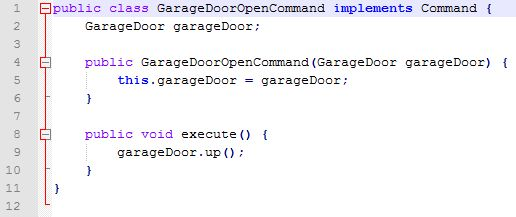 1 public class GarageDoorOpenCommand implements Command {
2     GarageDoor garageDoor;
3
4     public GarageDoorOpenCommand(GarageDoor garageDoor) {
5         this.garageDoor = garageDoor;
6     }
7
8     public void execute() {
9         garageDoor.up();
10     }
11 }
12